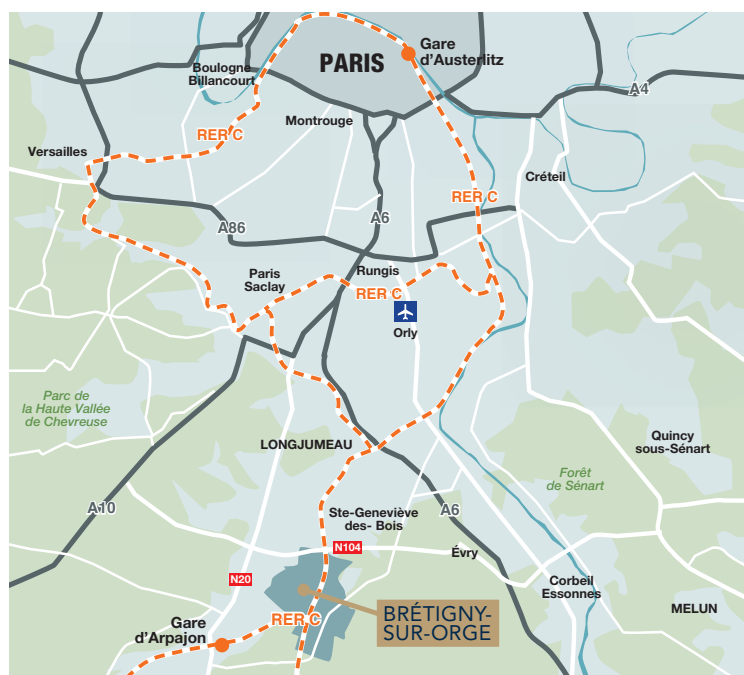 Gare
d'Austerlitz
PARIS
Boulogne
Billancourt
A4
Montrouge
RER C
Versailles
Créteil
RER C
A6
A86
Rungis
Paris
Saclay
RER C
Orly
Parc de
la Haute Vallée
de Chevreuse
LONGJUMEAU
Quincy
sous-Sénart
Forêt
de Sénart
A10
Ste-Geneviève
des- Bois
A6
N104
Évry
N20
Corbeil
Essonnes
MELUN
Gare
d'Arpajon
RER C
BRÉTIGNY-
SUR-ORGE